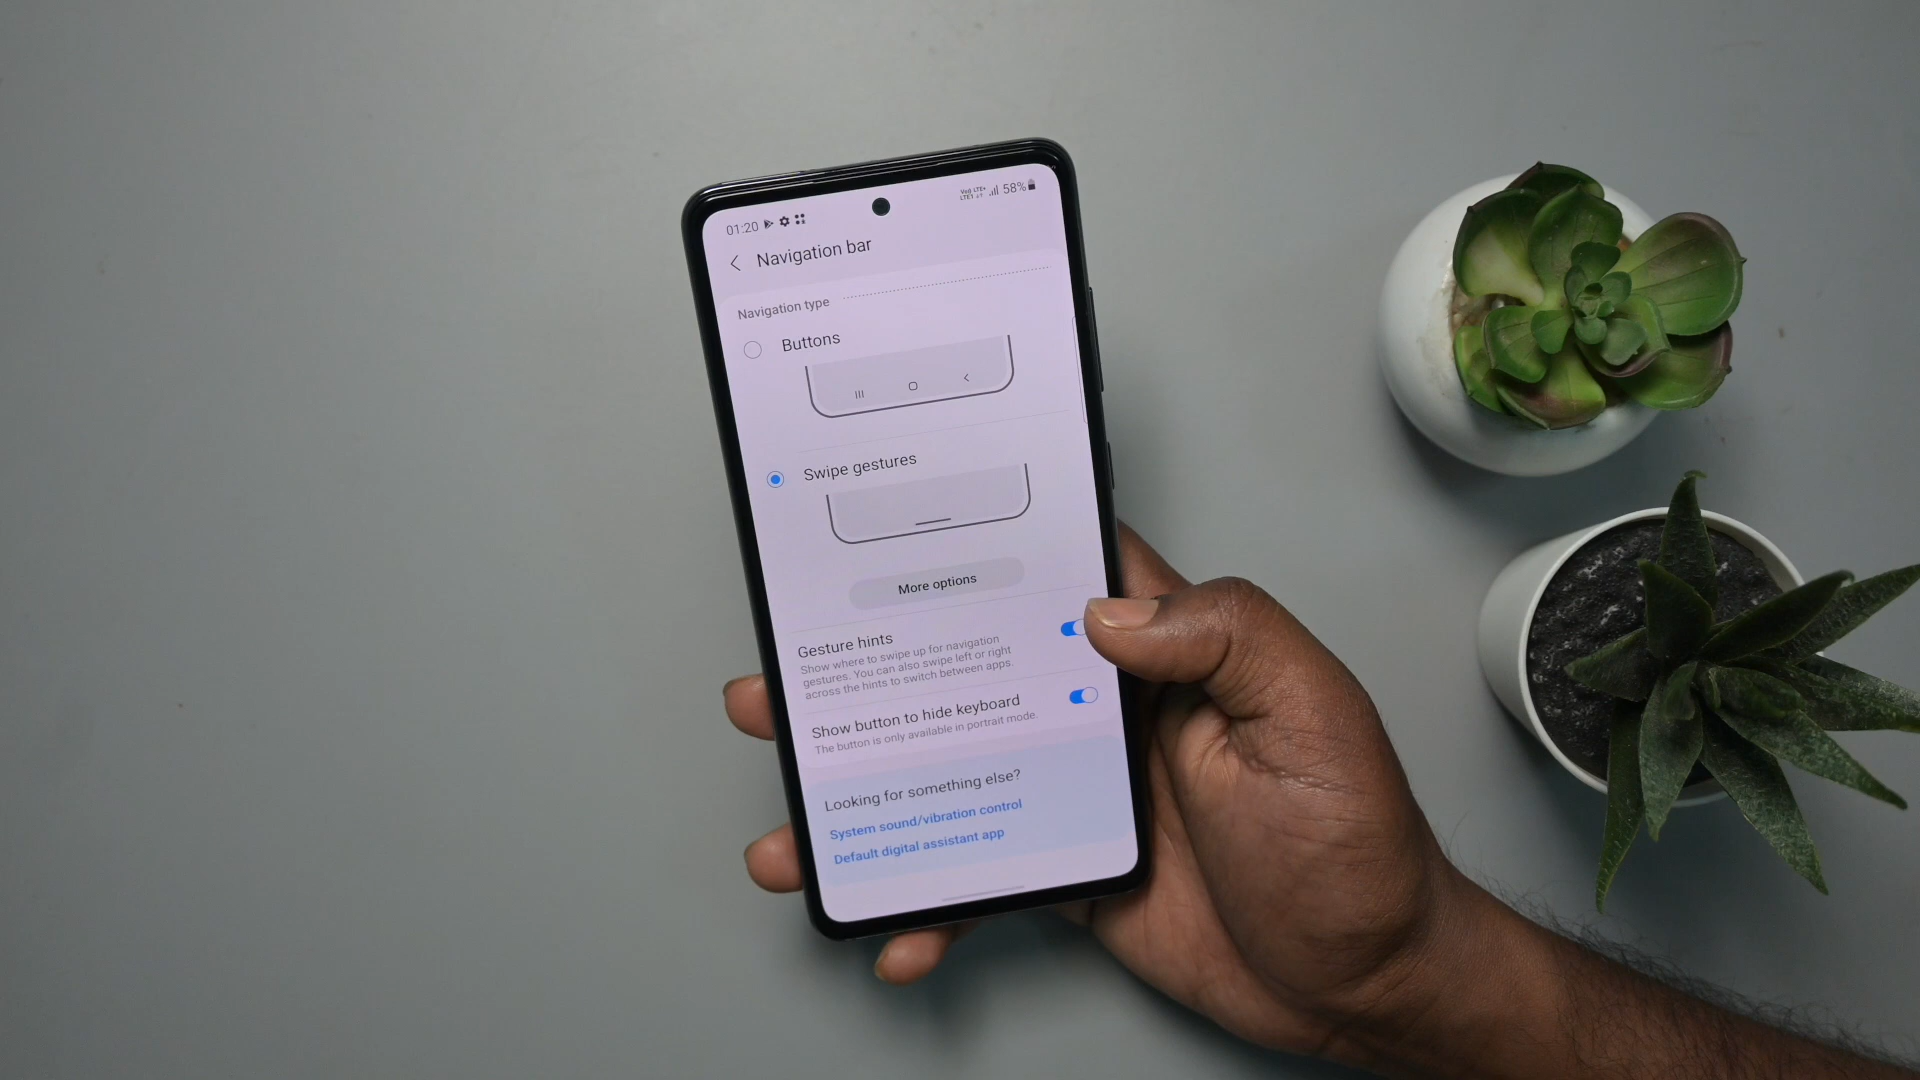 01:20
Vo) LTE+
LTE1
58%
Navigation bar
Navigation type
Buttons
Swipe gestures
More options
Gesture hints
Show where to swipe up for navigation
gestures. You can also swipe left or right
across the hints to switch between apps.
Show button to hide keyboard
The button is only available in portrait mode.
Looking for something else?
System sound/vibration control
Default digital assistant app